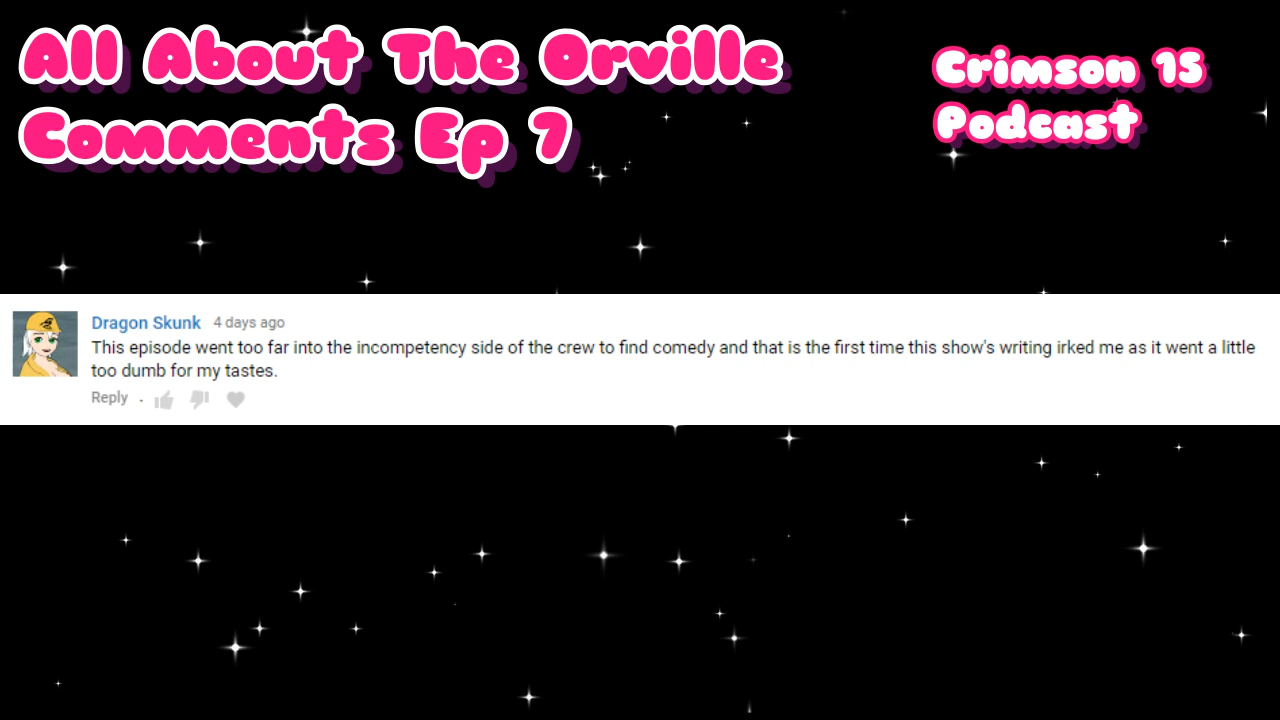 All About The Orville
Comments Ep 7
Crimson 15
Podcast
Dragon Skunk 4 days ago
This episode went too far into the incompetency side of the crew to find comedy and that is the first time this show's writing irked me as it went a little
too dumb for my tastes.
Reply .